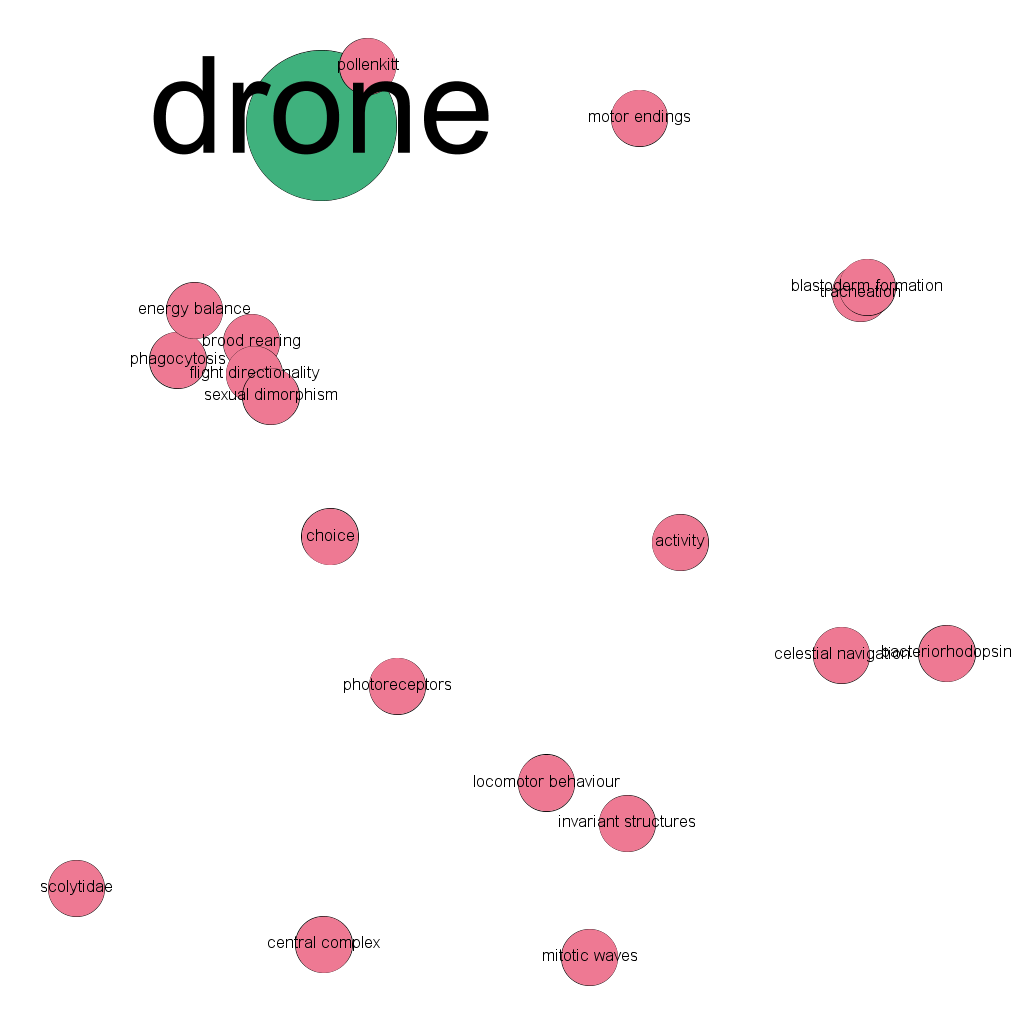 pollenkitt
drone
motor endings
blastoderm formation
tracheation
energy balance
brood rearing
phagocytosis
flight directionality
sexual dimorphism
choice
activity
celestial navigation
bacteriorhodopsin
photoreceptors
locomotor behaviour
invariant structures
scolytidae
central complex
mitotic waves